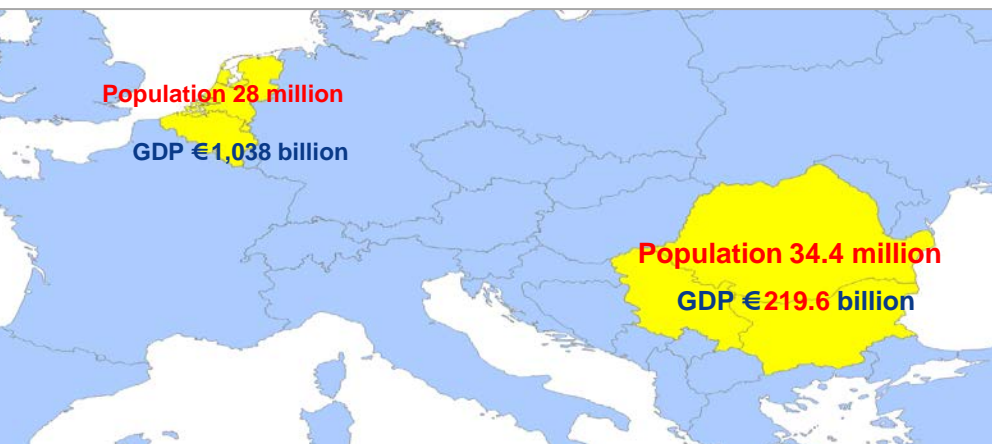 Population 28 million
GDP €1,038 billion
Population 34.4 million
GDP €219.6 billion